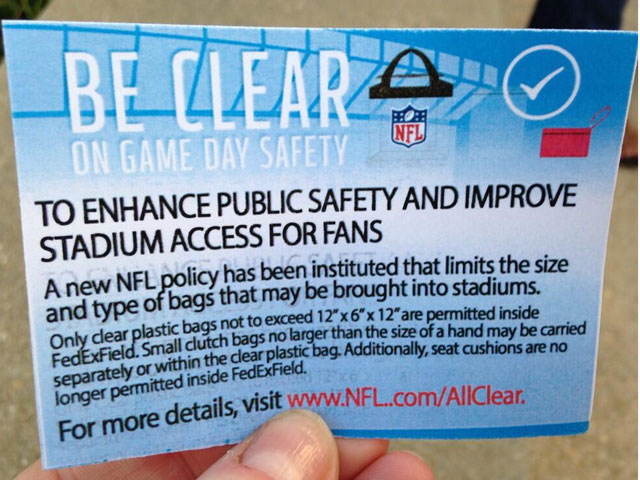 BE CLEAR
ON GAME DAY SAFETY
NFL
TO ENHANCE PUBLIC SAFETY AND IMPROVE
STADIUM ACCESS FOR FANS
A new NFL policy has been instituted that limits the size
and type of bags that may be brought into stadiums.
Only clear plastic bags not to exceed 12" x 6" x 12" are permitted inside
FedExField. Small clutch bags no larger than the size of a hand may be carried
separately or within the clear plastic bag. Additionally, seat cushions are no
longer permitted inside FedExField.
For more details, visit www.NFL..com/AllClear.